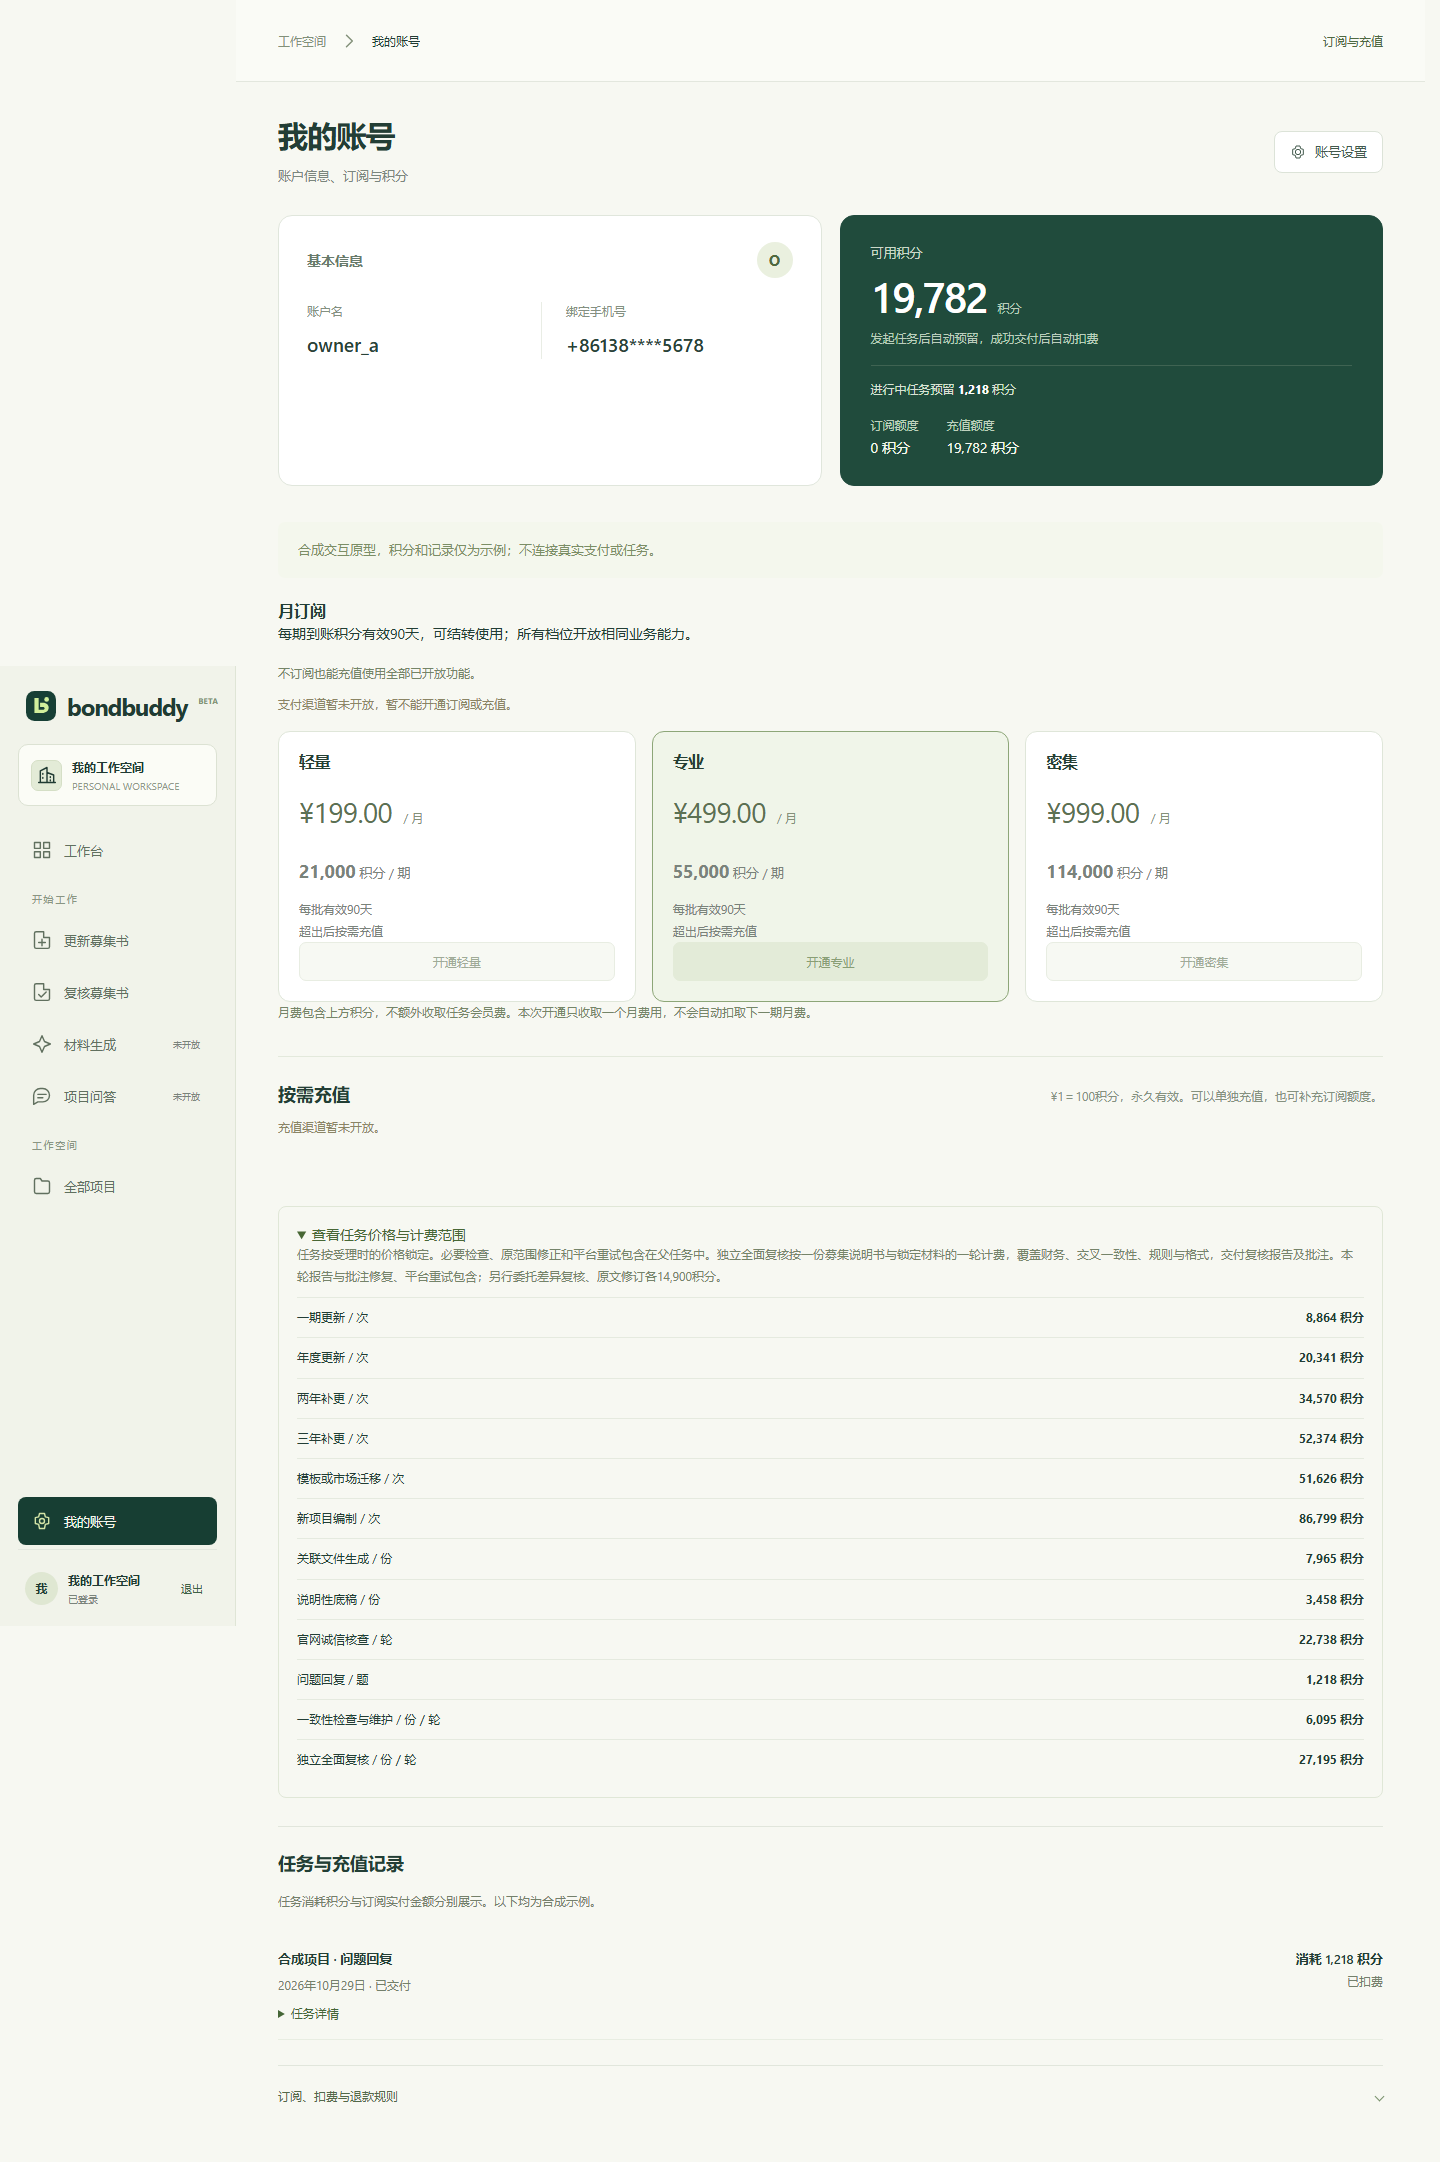 工作空间 > 我的账号
订阅与充值
我的账号
账户信息、订阅与积分
账号设置
基本信息
O
账户名
owner_a
绑定手机号
+86138****5678
可用积分
19,782 积分
发起任务后自动预留，成功交付后自动扣费
进行中任务预留 1,218 积分
订阅额度
0 积分
充值额度
19,782 积分
合成交互原型，积分和记录仅为示例；不连接真实支付或任务。
月订阅
每期到账积分有效90天，可结转使用；所有档位开放相同业务能力。
不订阅也能充值使用全部已开放功能。
支付渠道暂未开放，暂不能开通订阅或充值。
轻量
¥199.00 / 月
21,000 积分 / 期
每批有效90天
超出后按需充值
开通轻量
专业
¥499.00 / 月
55,000 积分 / 期
每批有效90天
超出后按需充值
开通专业
密集
¥999.00 / 月
114,000 积分 / 期
每批有效90天
超出后按需充值
开通密集
月费包含上方积分，不额外收取任务会员费。本次开通只收取一个月费用，不会自动扣取下一期月费。
按需充值
¥1 = 100积分，永久有效。可以单独充值，也可补充订阅额度。
充值渠道暂未开放。
查看任务价格与计费范围
任务按受理时的价格锁定。必要检查、原范围修正和平台重试包含在父任务中。独立全面复核按一份募集说明书与锁定材料的一轮计费，覆盖财务、交叉一致性、规则与格式，交付复核报告及批注。本
轮报告与批注修复、平台重试包含；另行委托差异复核、原文修订各14,900积分。
一期更新 / 次 8,864 积分
年度更新 / 次 20,341 积分
两年补更 / 次 34,570 积分
三年补更 / 次 52,374 积分
模板或市场迁移 / 次 51,626 积分
新项目编制 / 次 86,799 积分
关联文件生成 / 份 7,965 积分
说明性底稿 / 份 3,458 积分
官网诚信核查 / 轮 22,738 积分
问题回复 / 题 1,218 积分
一致性检查与维护 / 份 / 轮 6,095 积分
独立全面复核 / 份 / 轮 27,195 积分
任务与充值记录
任务消耗积分与订阅实付金额分别展示。以下均为合成示例。
合成项目 · 问题回复
消耗 1,218 积分
2026年10月29日 · 已交付
已扣费
任务详情
订阅、扣费与退款规则
bondbuddy BETA
我的工作空间
PERSONAL WORKSPACE
工作台
开始工作
更新募集书
复核募集书
材料生成 未开放
项目问答 未开放
工作空间
全部项目
我的账号
我
我的工作空间
已登录
退出